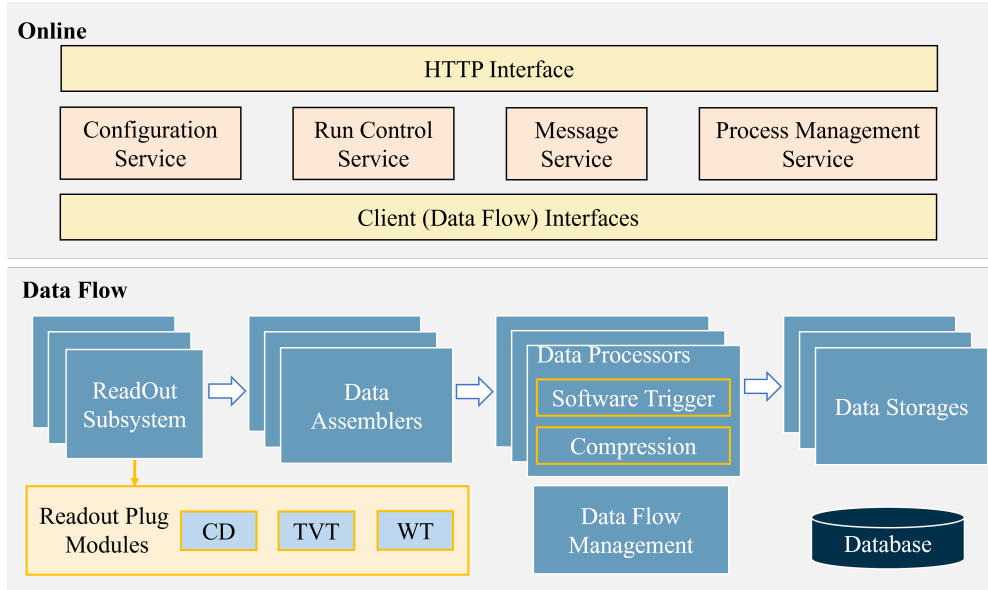 Online
HTTP Interface
Configuration
Service
Run Control
Service
Message
Service
Process Management
Service
Client (Data Flow) Interfaces
Data Flow
ReadOut
Subsystem
Data
Assemblers
Data Processors
Software Trigger
Compression
Data Storages
Readout Plug
Modules
CD
TVT
WT
Data Flow
Management
Database